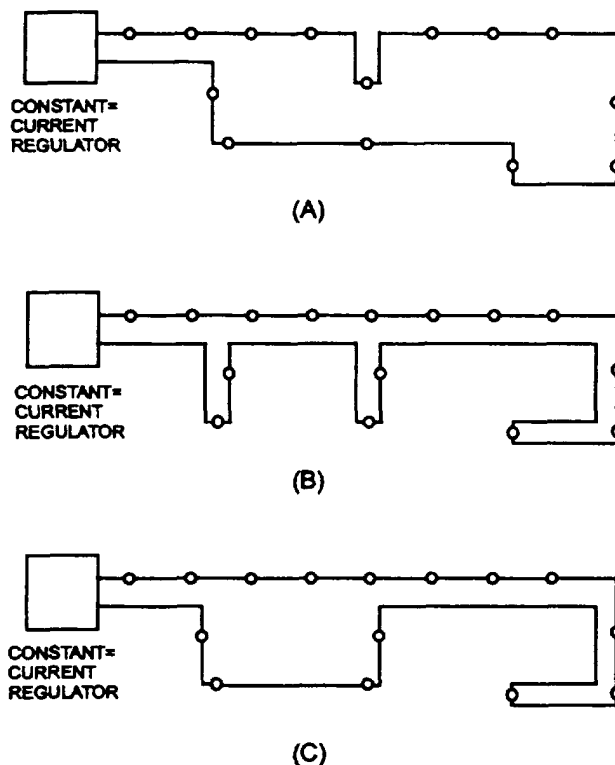 CONSTANT=
CURRENT
REGULATOR
(A)
CONSTANT=
CURRENT
REGULATOR
(B)
CONSTANT=
CURRENT
REGULATOR
(C)